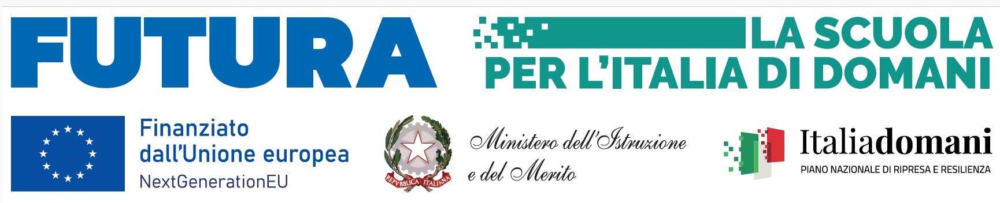 FUTURA
LA SCUOLA
PER L'ITALIA DI DOMANI
Finanziato
dall'Unione europea
NextGenerationEU
REPVBBLICA ITALIANA
Ministero dell'Istruzione
e del Merito
Italiadomani
PIANO NAZIONALE DI RIPRESA E RESILIENZA